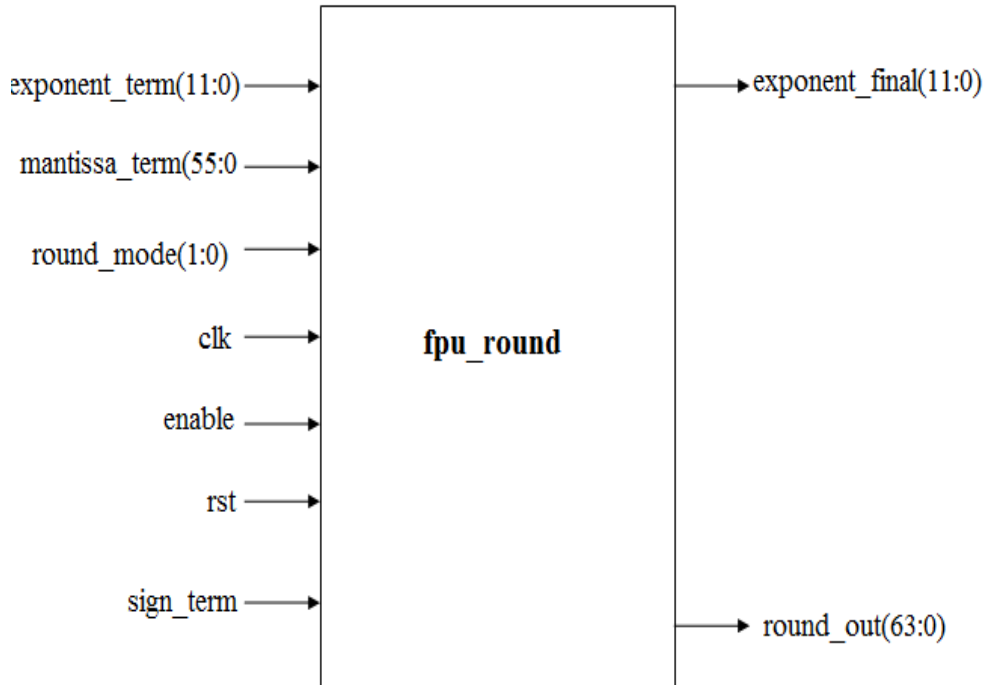 exponent_term(11:0)
exponent_final(11:0)
mantissa_term(55:0
round_mode(1:0)
clk
fpu_round
enable
rst
sign_term
round_out(63:0)